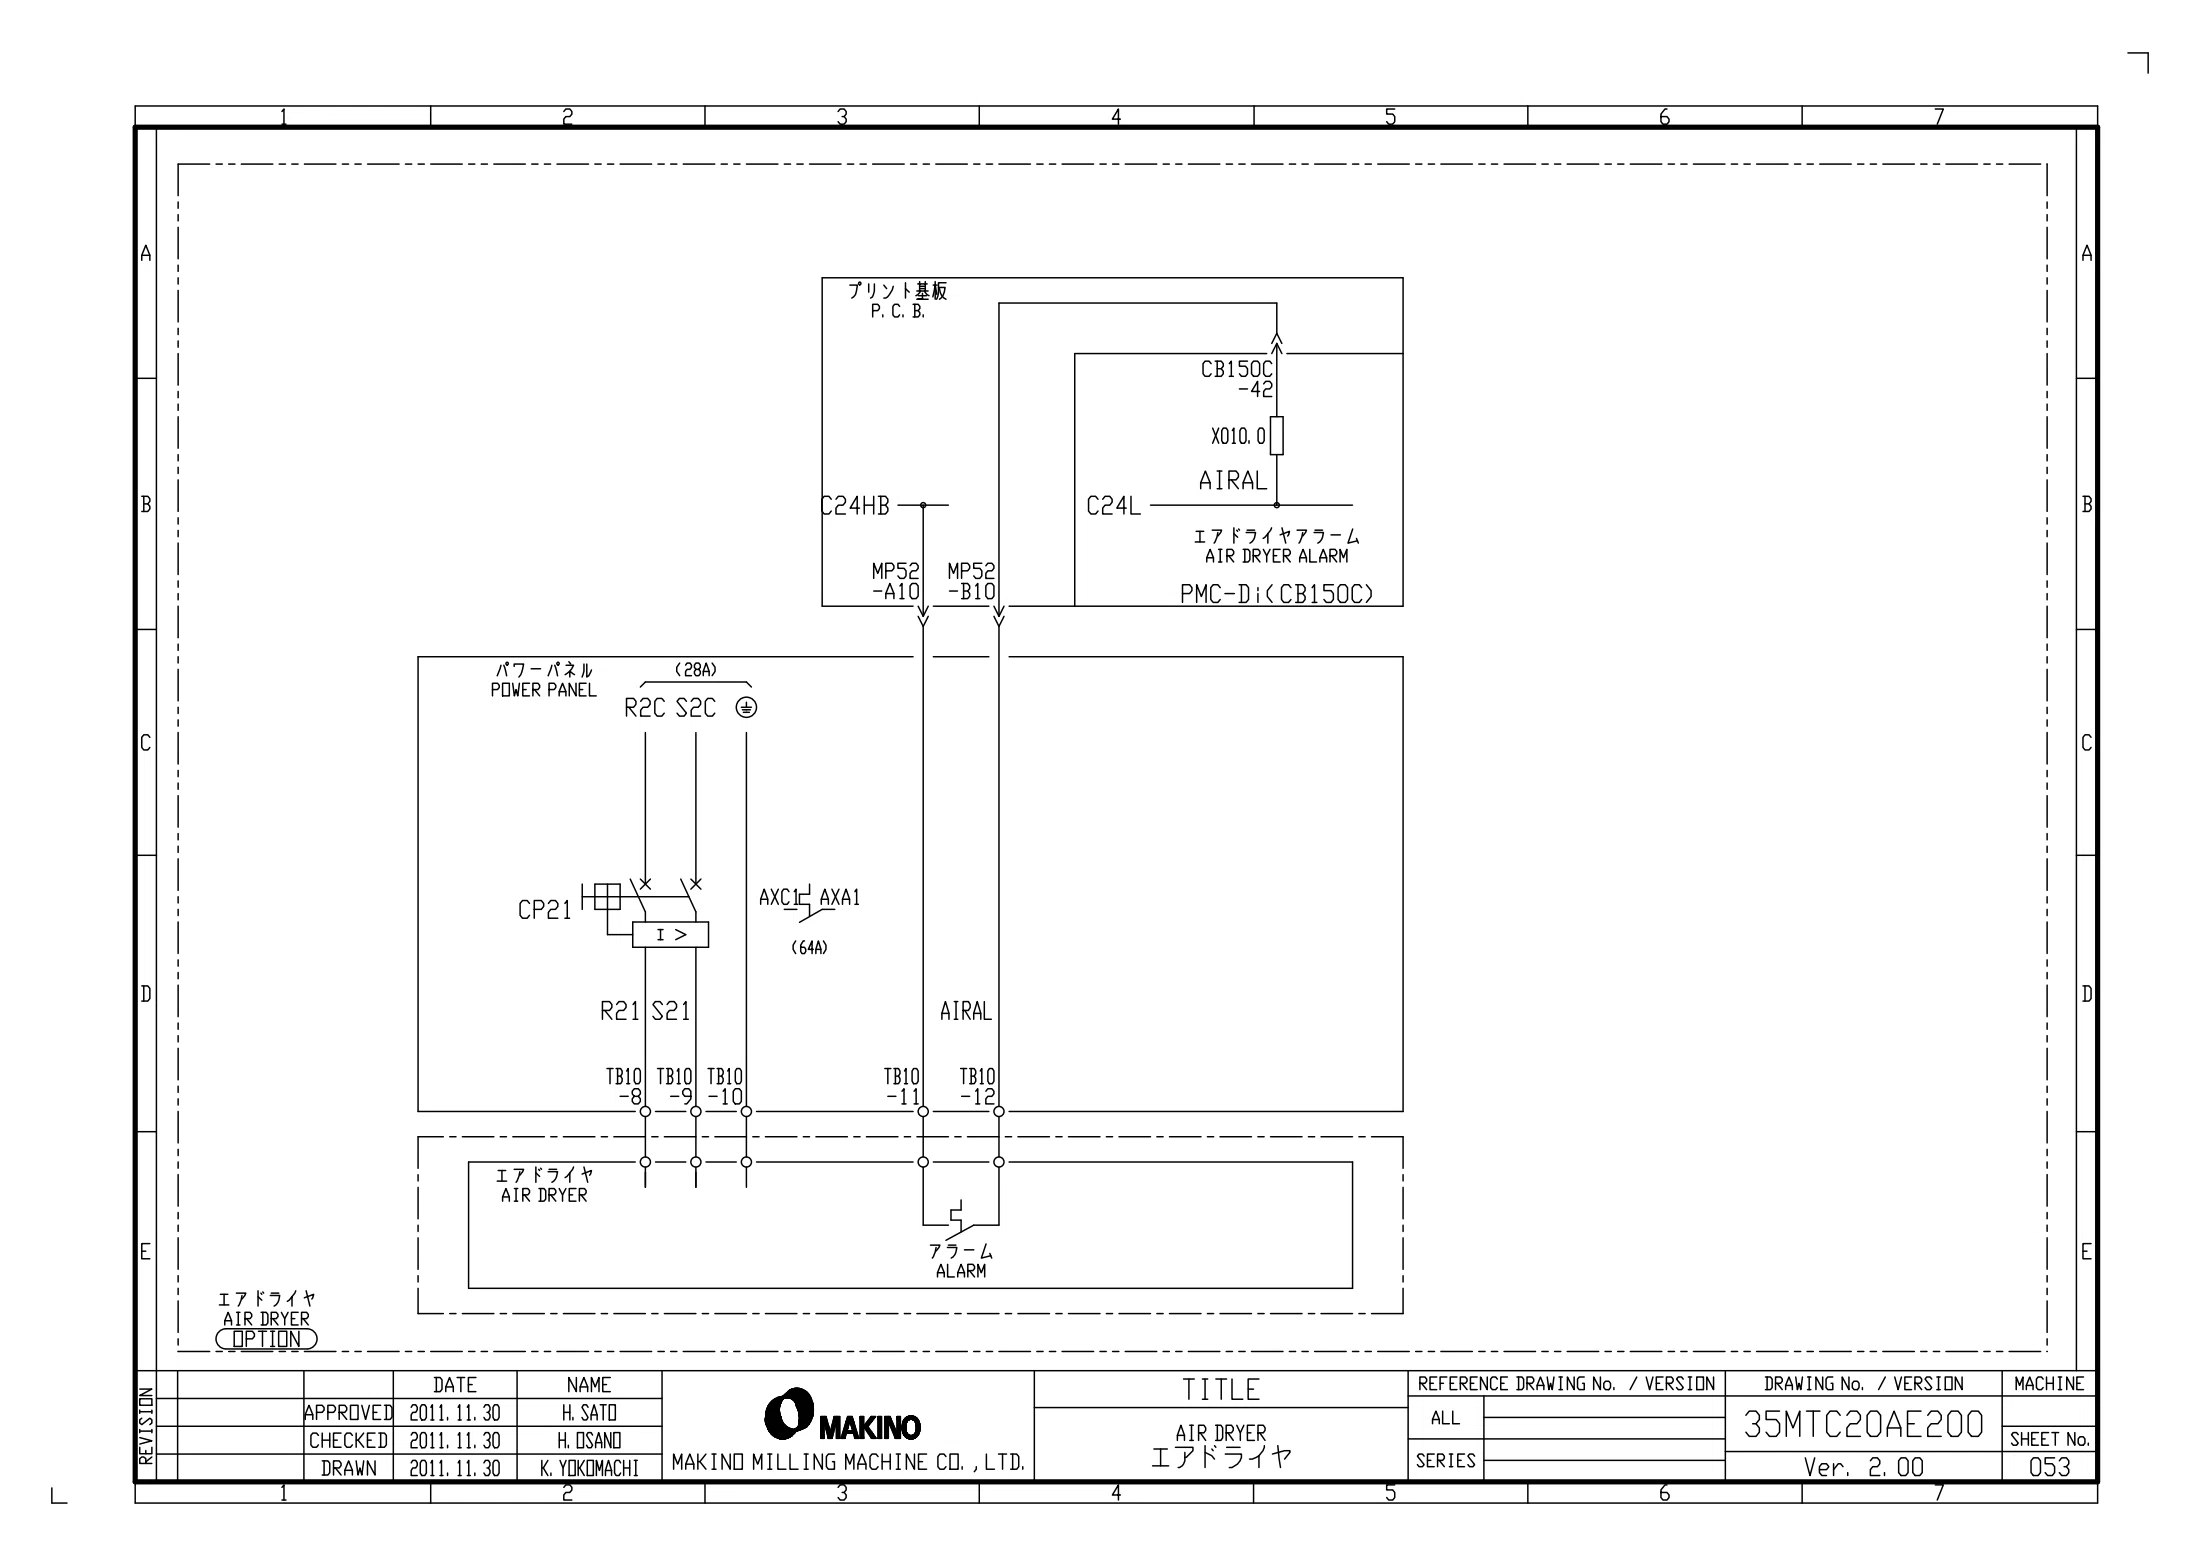 1 2 3 4 5 6 7
A A
プリント基板
P. C. B.
CB150C
-42
X010. 0
AIRAL
B C24HB C24L B
エアドライヤアラーム
AIR DRYER ALARM
MP52 MP52
-A10 -B10
PMC-Di(CB150C)
パワーパネル
POWER PANEL
(28A)
R2C S2C
C C
CP21
AXC1 AXA1
I >
(64A)
D D
R21 S21 AIRAL
TB10 TB10 TB10 TB10 TB10
-8 -9 -10 -11 -12
エアドライヤ
AIR DRYER
E E
アラーム
ALARM
エアドライヤ
AIR DRYER
OPTION
REVISION
DATE NAME
APPROVED 2011. 11. 30 H. SATO
CHECKED 2011. 11. 30 H. OSANO
DRAWN 2011. 11. 30 K. YOKOMACHI
MAKINO
MAKINO MILLING MACHINE CO. , LTD.
TITLE
AIR DRYER
エアドライヤ
REFERENCE DRAWING No. / VERSION
ALL
SERIES
DRAWING No. / VERSION
35MTC20AE200
Ver. 2. 00
MACHINE
SHEET No.
053
1 2 3 4 5 6 7